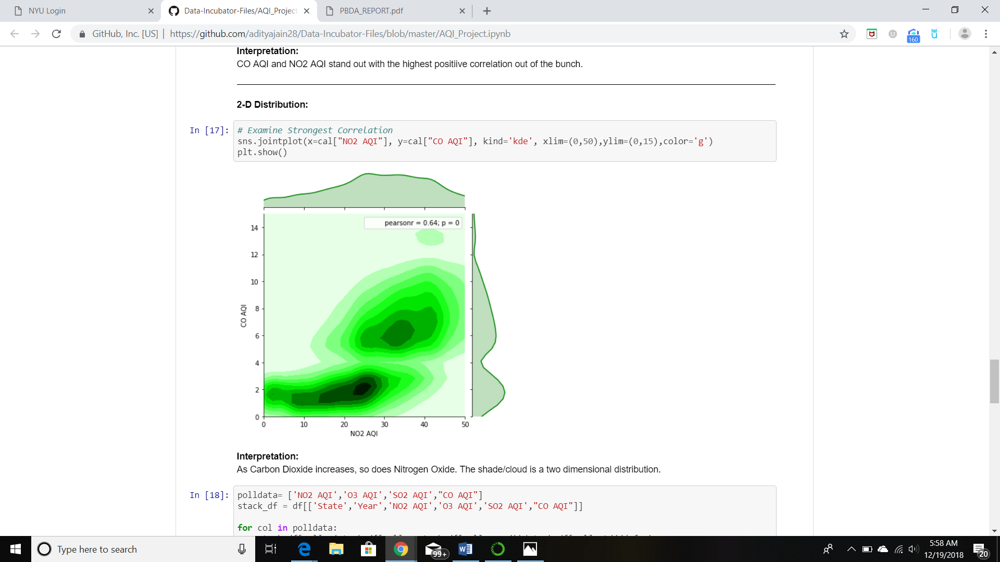 NYU Login
Data-Incubator-Files/AQI_Project
PBDA_REPORT.pdf
GitHub, Inc. [US] | https://github.com/adityajain28/Data-Incubator-Files/blob/master/AQI_Project.ipynb
160
Interpretation:
CO AQI and NO2 AQI stand out with the highest positiive correlation out of the bunch.
2-D Distribution:
In [17]:
# Examine Strongest Correlation
sns.jointplot(x=cal["NO2 AQI"], y=cal["CO AQI"], kind='kde', xlim=(0,50),ylim=(0,15),color='g')
plt.show()
pearsonr = 0.64; p = 0
14
12
10
8
6
4
2
0
CO AQI
0 10 20 30 40 50
NO2 AQI
Interpretation:
As Carbon Dioxide increases, so does Nitrogen Oxide. The shade/cloud is a two dimensional distribution.
In [18]:
polldata= ['NO2 AQI','O3 AQI','SO2 AQI',"CO AQI"]
stack_df = df[['State','Year','NO2 AQI','O3 AQI','SO2 AQI',"CO AQI"]]
for col in polldata:
Type here to search
99+
5:58 AM
12/19/2018
20